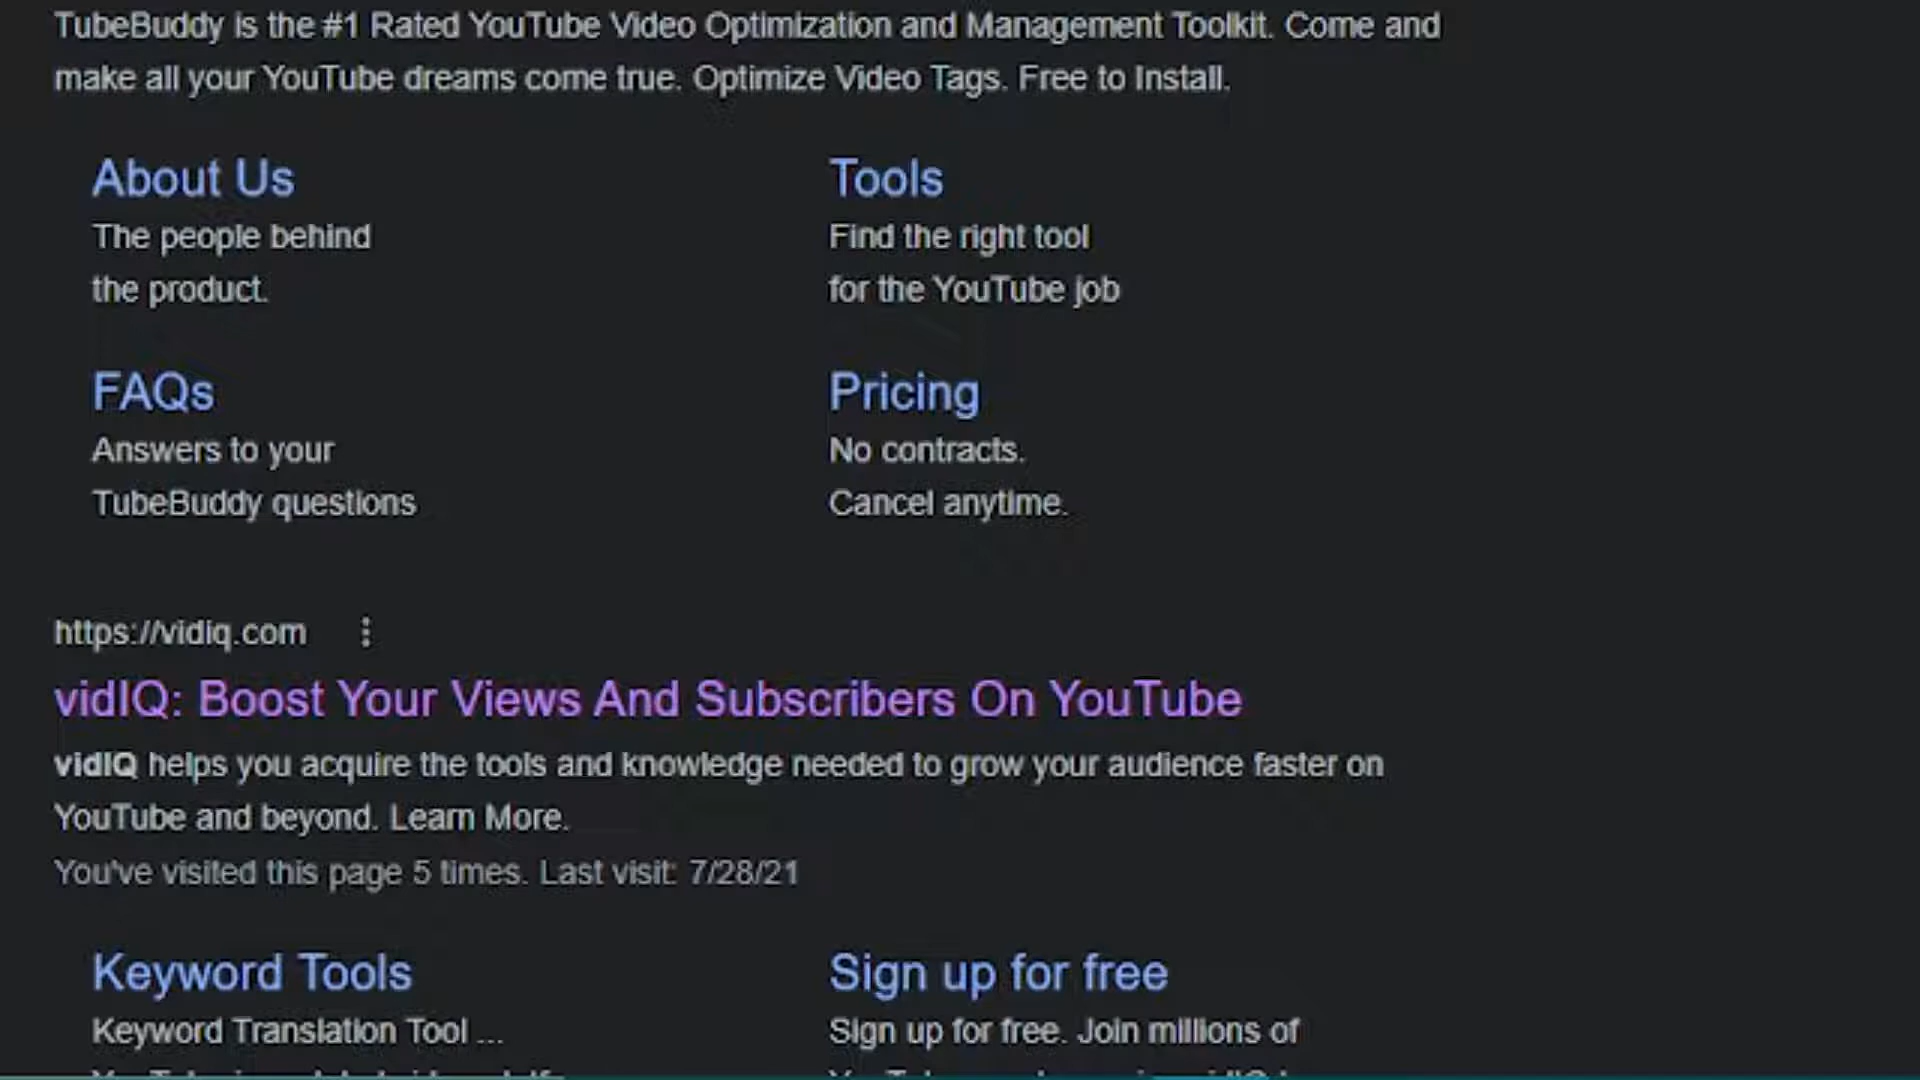 TubeBuddy is the #1 Rated YouTube Video Optimization and Management Toolkit. Come and
make all your YouTube dreams come true. Optimize Video Tags. Free to Install.
About Us
The people behind
the product.
Tools
Find the right tool
for the YouTube job
FAQs
Answers to your
TubeBuddy questions
Pricing
No contracts.
Cancel anytime.
https://vidiq.com
vidIQ: Boost Your Views And Subscribers On YouTube
vidIQ helps you acquire the tools and knowledge needed to grow your audience faster on
YouTube and beyond. Learn More.
You've visited this page 5 times. Last visit: 7/28/21
Keyword Tools
Keyword Translation Tool ...
Sign up for free
Sign up for free. Join millions of